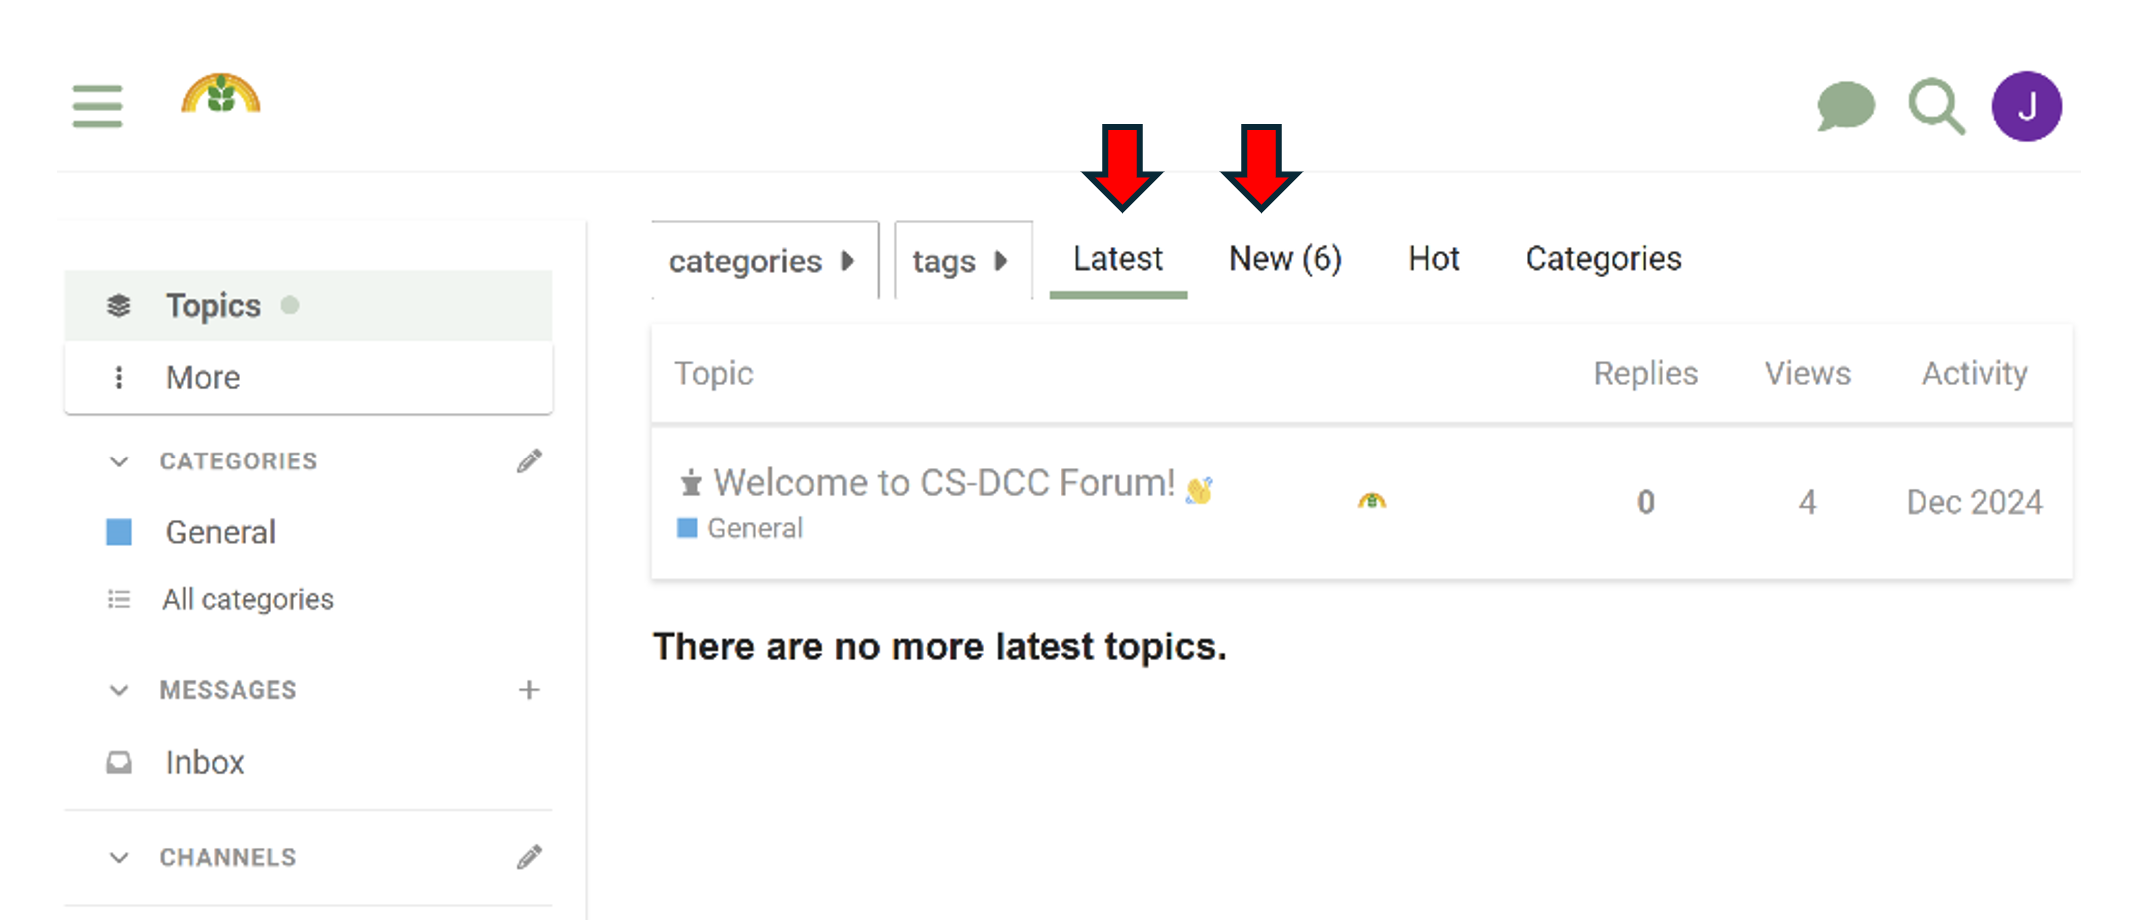 J
categories
tags
Latest
New (6)
Hot
Categories
Topics
More
CATEGORIES
General
All categories
MESSAGES
Inbox
CHANNELS
Topic
Replies
Views
Activity
Welcome to CS-DCC Forum!
0
4
Dec 2024
General
There are no more latest topics.